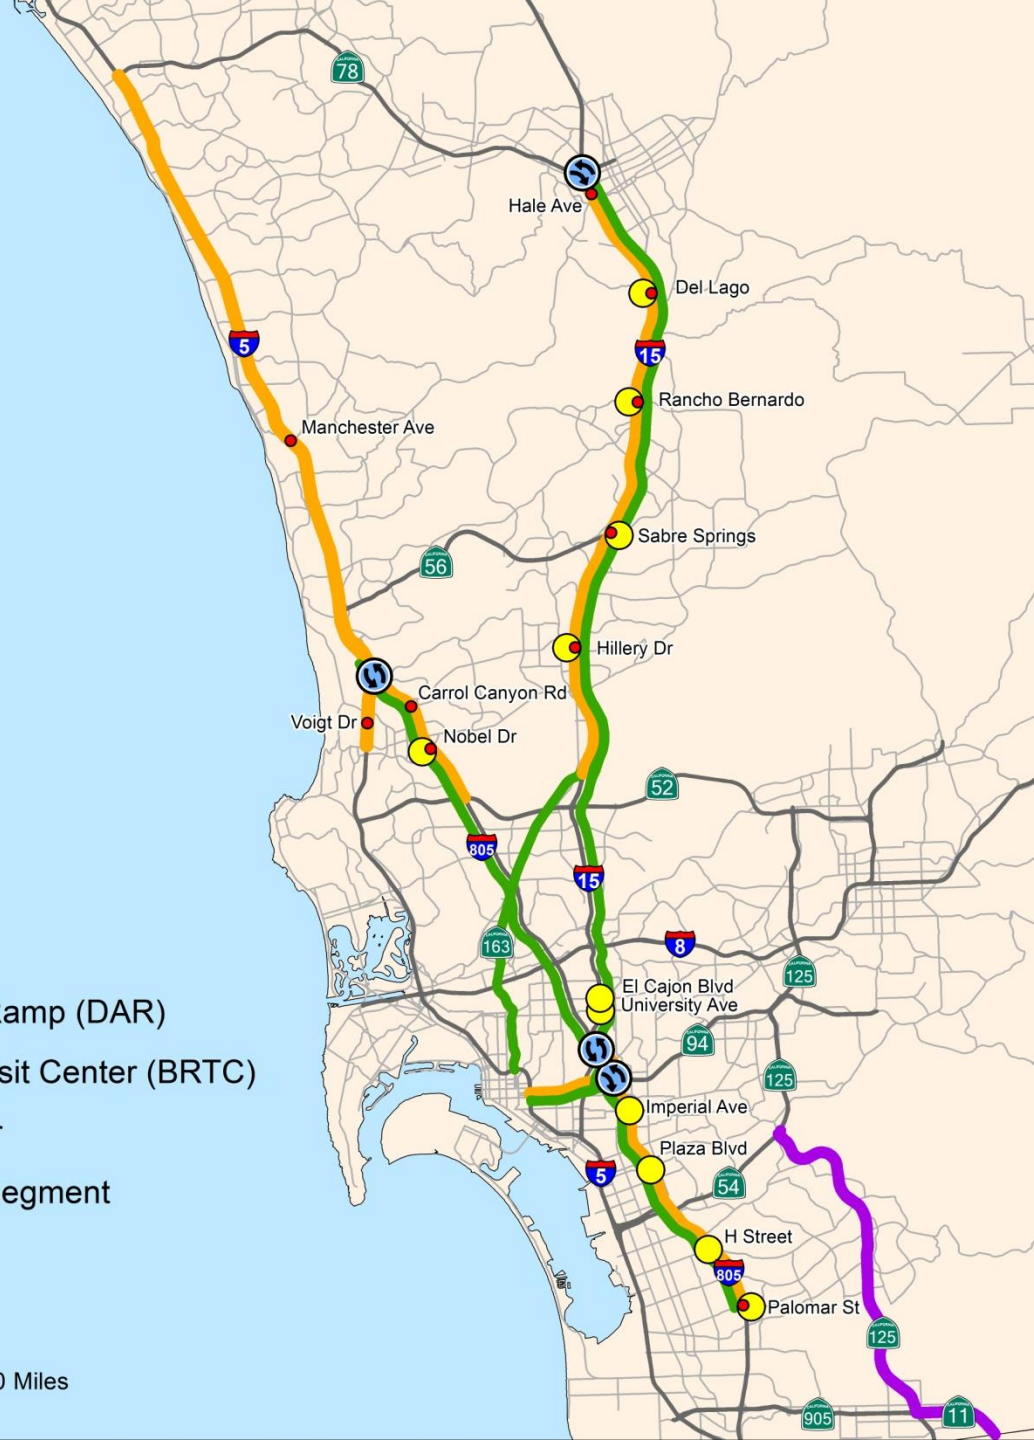 78
Hale Ave
Del Lago
5
15
Rancho Bernardo
Manchester Ave
Sabre Springs
56
Hillery Dr
Carrol Canyon Rd
Voigt Dr
Nobel Dr
52
805
15
163
8
125
El Cajon Blvd
University Ave
amp (DAR)
94
sit Center (BRTC)
125
Imperial Ave
Plaza Blvd
5
54
egment
H Street
805
Palomar St
125
0 Miles
905
11